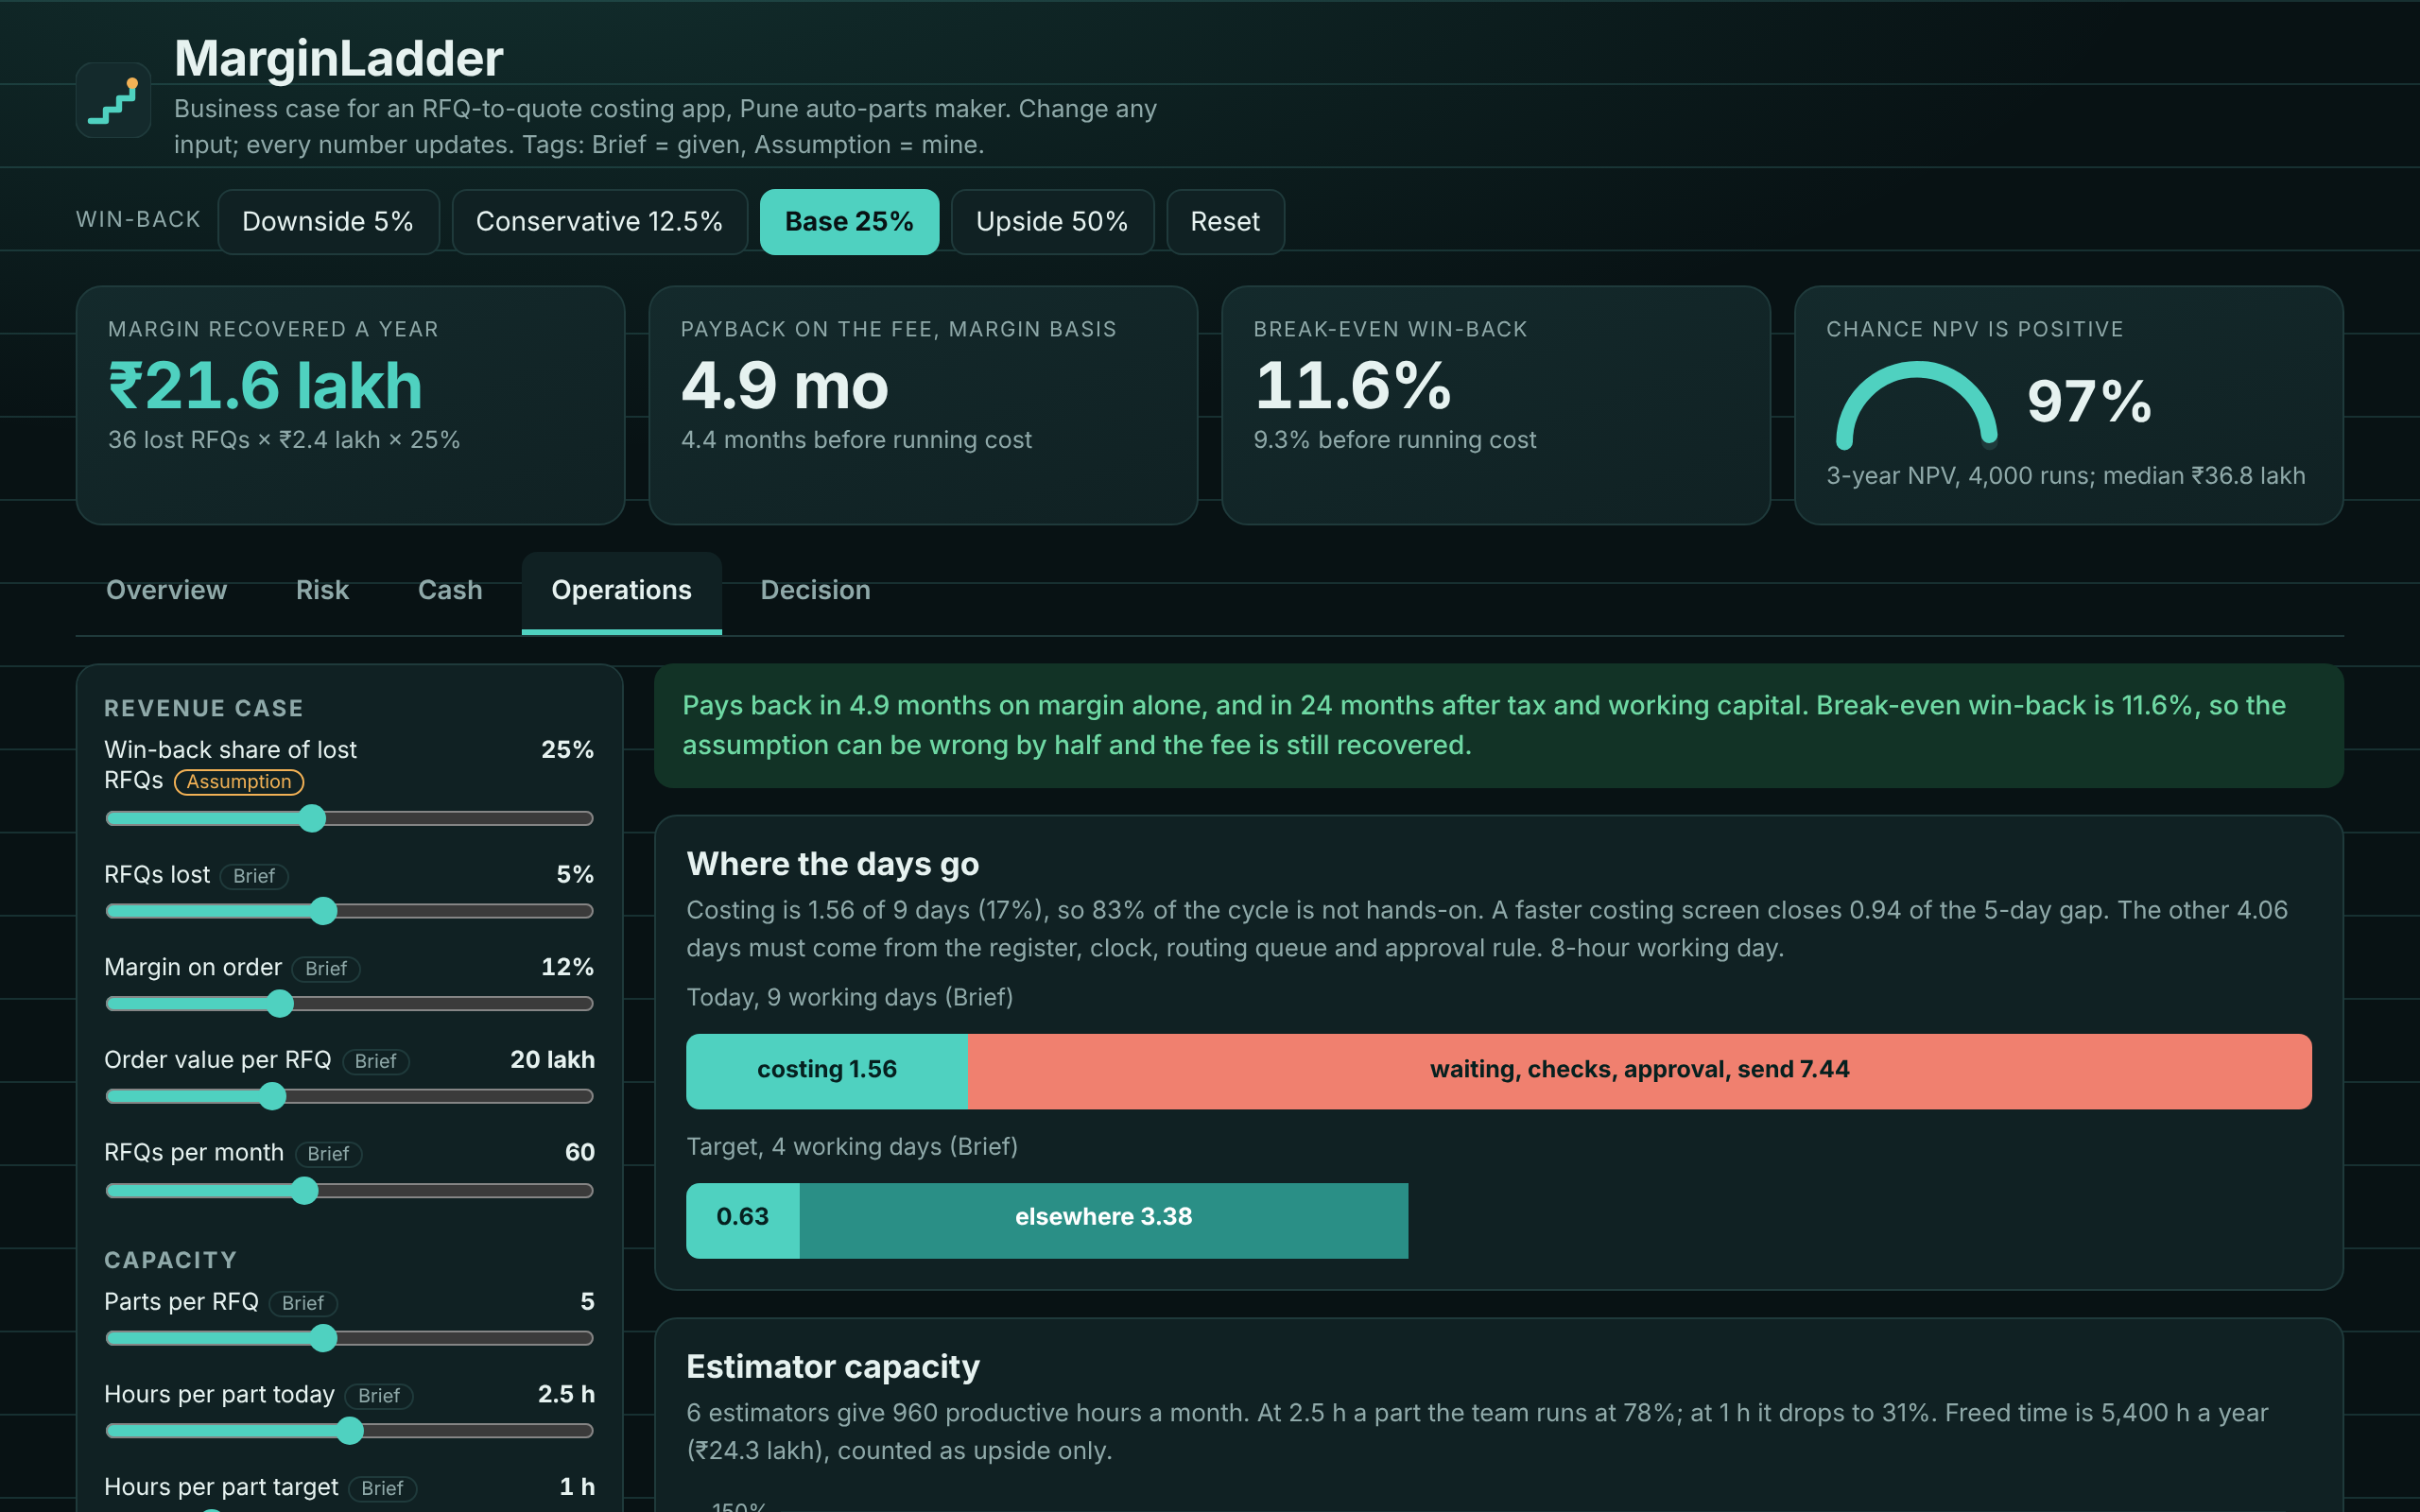 MarginLadder
Business case for an RFQ-to-quote costing app, Pune auto-parts maker. Change any
input; every number updates. Tags: Brief = given, Assumption = mine.
WIN-BACK Downside 5% Conservative 12.5% Base 25% Upside 50% Reset
MARGIN RECOVERED A YEAR
₹21.6 lakh
36 lost RFQs × ₹2.4 lakh × 25%
PAYBACK ON THE FEE, MARGIN BASIS
4.9 mo
4.4 months before running cost
BREAK-EVEN WIN-BACK
11.6%
9.3% before running cost
CHANCE NPV IS POSITIVE
97%
3-year NPV, 4,000 runs; median ₹36.8 lakh
Overview Risk Cash Operations Decision
REVENUE CASE
Win-back share of lost 25%
RFQs Assumption
RFQs lost Brief 5%
Margin on order Brief 12%
Order value per RFQ Brief 20 lakh
RFQs per month Brief 60
CAPACITY
Parts per RFQ Brief 5
Hours per part today Brief 2.5 h
Hours per part target Brief 1 h
Pays back in 4.9 months on margin alone, and in 24 months after tax and working capital. Break-even win-back is 11.6%, so the
assumption can be wrong by half and the fee is still recovered.
Where the days go
Costing is 1.56 of 9 days (17%), so 83% of the cycle is not hands-on. A faster costing screen closes 0.94 of the 5-day gap. The other 4.06
days must come from the register, clock, routing queue and approval rule. 8-hour working day.
Today, 9 working days (Brief)
costing 1.56 waiting, checks, approval, send 7.44
Target, 4 working days (Brief)
0.63 elsewhere 3.38
Estimator capacity
6 estimators give 960 productive hours a month. At 2.5 h a part the team runs at 78%; at 1 h it drops to 31%. Freed time is 5,400 h a year
(₹24.3 lakh), counted as upside only.
150%